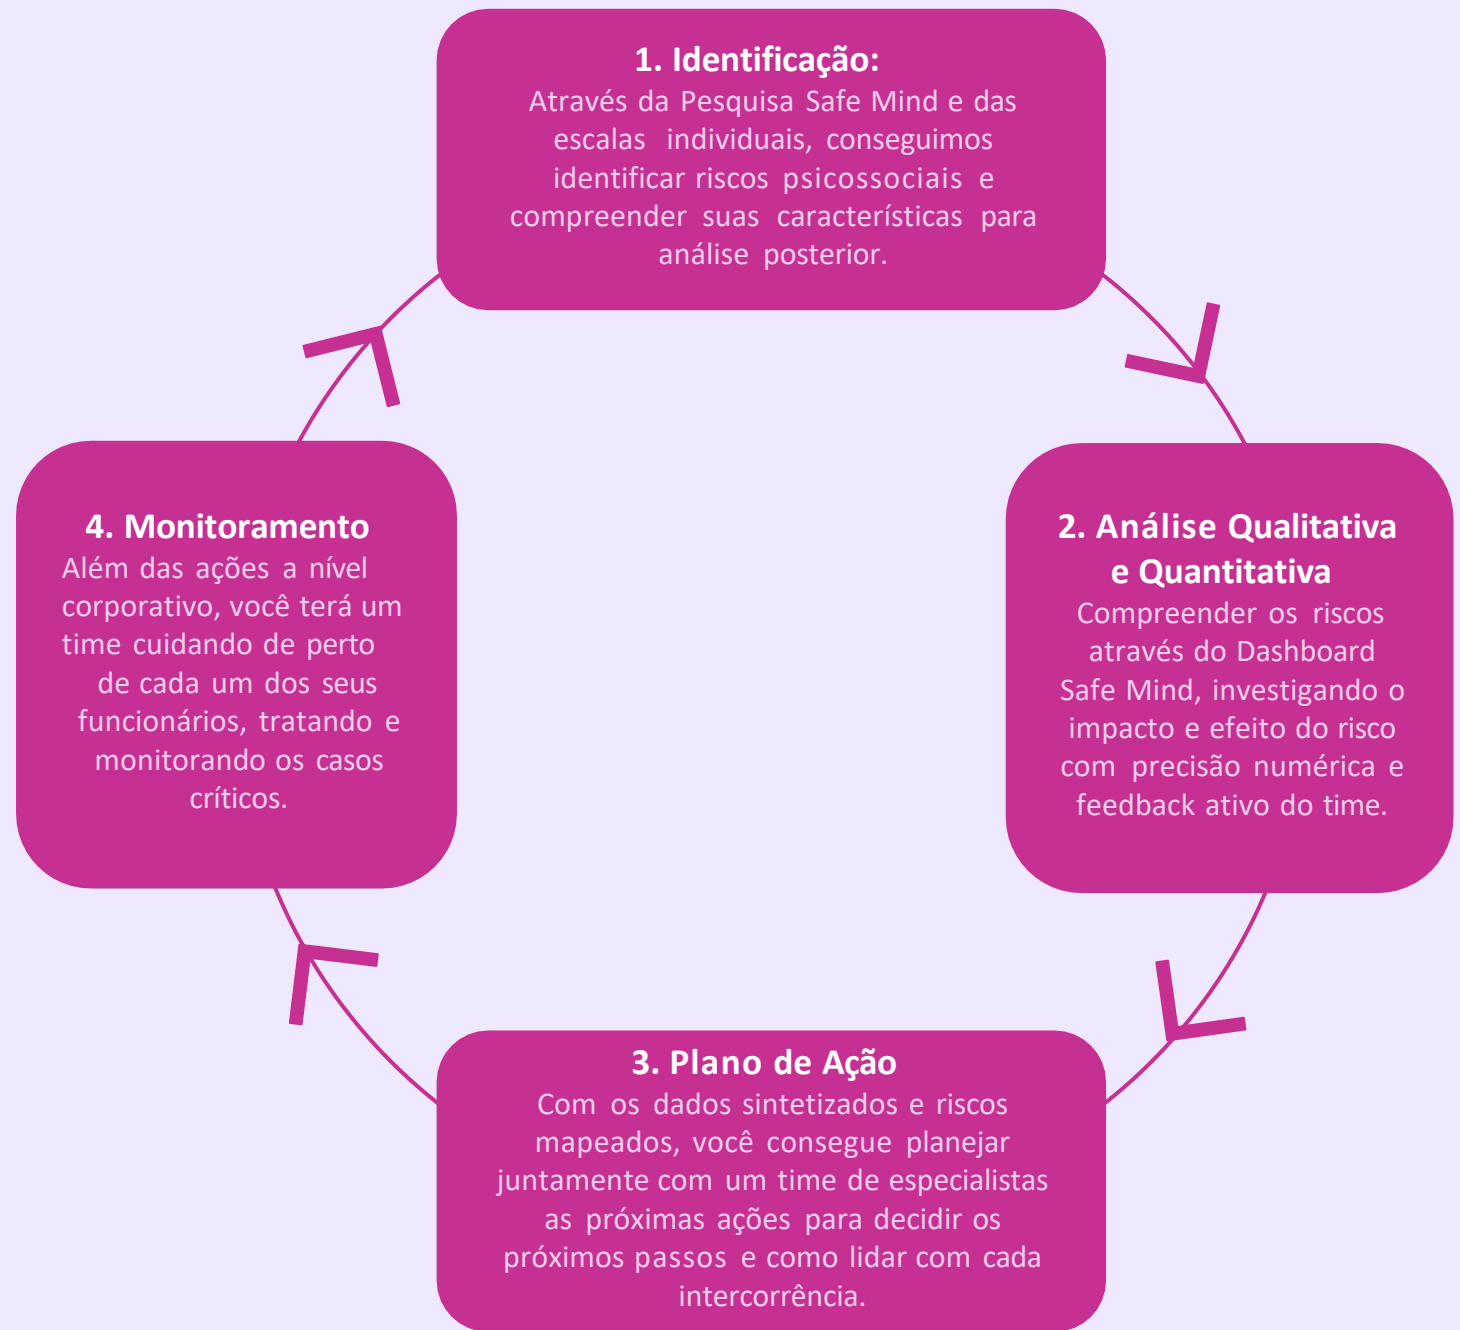 1. Identificação:
Através da Pesquisa Safe Mind e das
escalas individuais, conseguimos
identificar riscos psicossociais e
compreender suas características para
análise posterior.
2. Análise Qualitativa
e Quantitativa
Compreender os riscos
através do Dashboard
Safe Mind, investigando o
impacto e efeito do risco
com precisão numérica e
feedback ativo do time.
3. Plano de Ação
Com os dados sintetizados e riscos
mapeados, você consegue planejar
juntamente com um time de especialistas
as próximas ações para decidir os
próximos passos e como lidar com cada
intercorrência.
4. Monitoramento
Além das ações a nível
corporativo, você terá um
time cuidando de perto
de cada um dos seus
funcionários, tratando e
monitorando os casos
críticos.